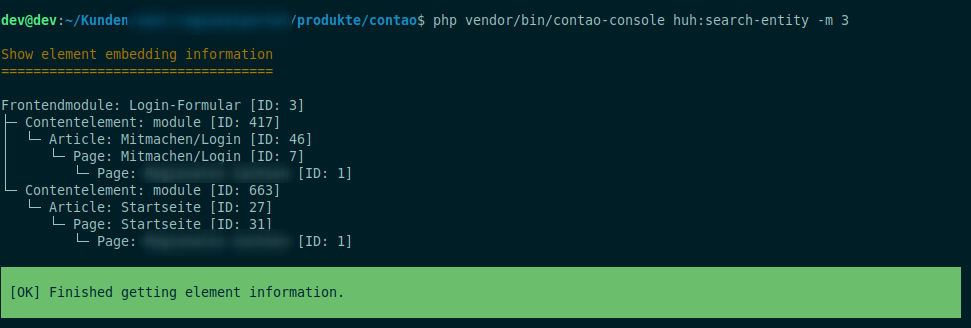 dev@dev:~/Kunden /produkte/contao$ php vendor/bin/contao-console huh:search-entity -m 3
Show element embedding information
==================================
Frontendmodule: Login-Formular [ID: 3]
├─ Contentelement: module [ID: 417]
│  └─ Article: Mitmachen/Login [ID: 46]
│     └─ Page: Mitmachen/Login [ID: 7]
│        └─ Page: [ID: 1]
└─ Contentelement: module [ID: 663]
   └─ Article: Startseite [ID: 27]
      └─ Page: Startseite [ID: 31]
         └─ Page: [ID: 1]
[OK] Finished getting element information.